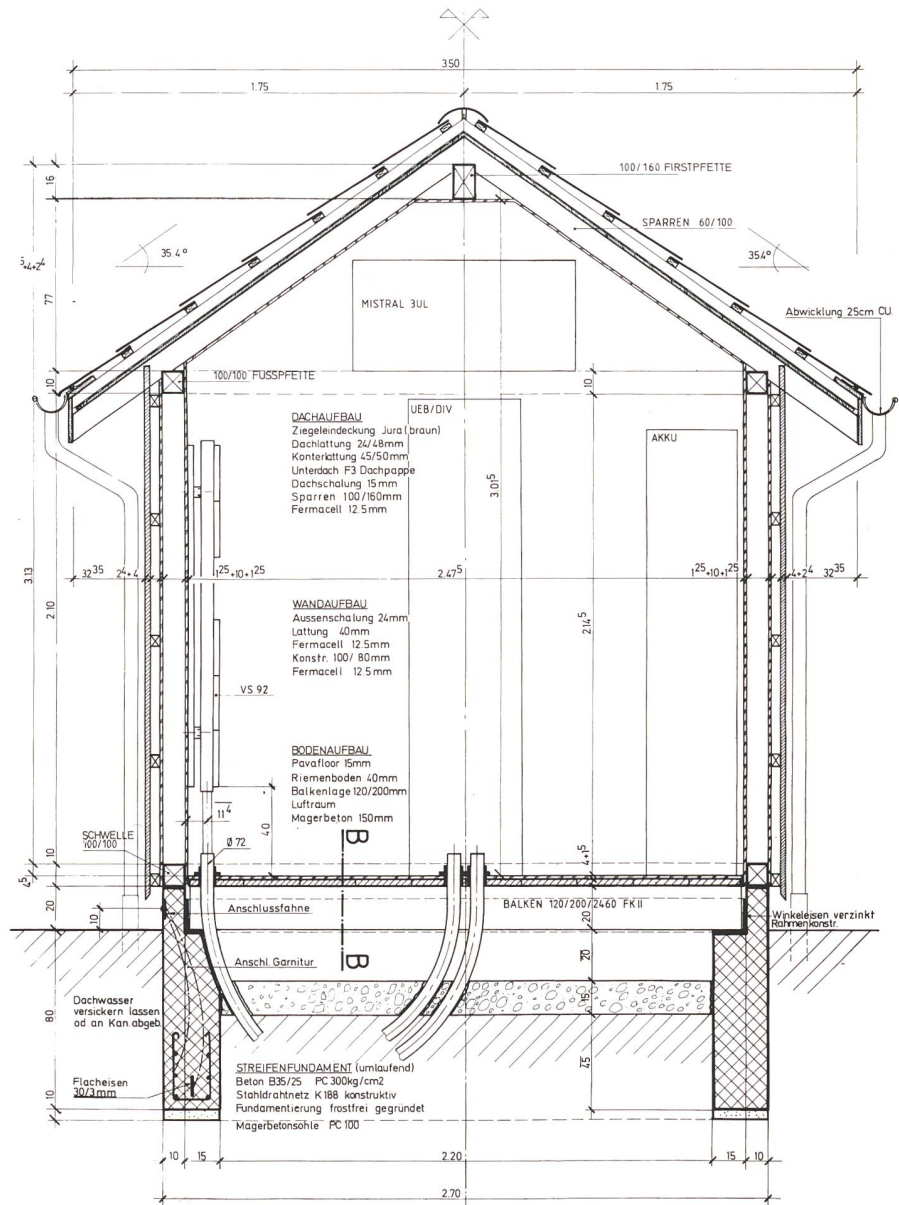 350
1.75
1.75
16
100/160 FIRSTPFETTE
SPARREN 60/100
35.4°
35.4°
77
MISTRAL 3UL
Abwicklung 25cm CU.
10
100/100 FUSSPFETTE
10
UEB/DIV
AKKU
DACHAUFBAU
Ziegeleindeckung Jura (braun)
Dachlattung 24/48mm
Konterlattung 45/50mm
Unterdach F3 Dachpappe
Dachschalung 15mm
Sparren 100/160mm
Fermacell 12.5mm
3.01⁵
3.13
2.10
32³⁵
2⁴+4
1²⁵+10+1²⁵
2.47⁵
1²⁵+10+1²⁵
4+2⁴
32³⁵
2.14⁵
WANDAUFBAU
Aussenschalung 24mm
Lattung 40mm
Fermacell 12.5mm
Konstr. 100/80mm
Fermacell 12.5mm
VS 92
BODENAUFBAU
Pavafloor 15mm
Riemenboden 40mm
Balkenlage 120/200mm
Luftraum
Magerbeton 150mm
11⁴
40
B
SCHWELLE
100/100
Ø 72
10
4⁵
4+1⁵
20
10
Anschlussfahne
BALKEN 120/200/2460 FK II
20
Winkeleisen verzinkt
Rahmenkonstr.
Anschl. Garnitur
B
20
15
Dachwasser
versickern lassen
od an Kan. abgeb.
80
45
STREIFENFUNDAMENT (umlaufend)
Beton B35/25 PC 300kg/cm2
Stahldrahtnetz K188 konstruktiv
Fundamentierung frostfrei gegründet
Magerbetonsohle PC 100
Flacheisen
30/3mm
10
10
15
2.20
15
10
2.70